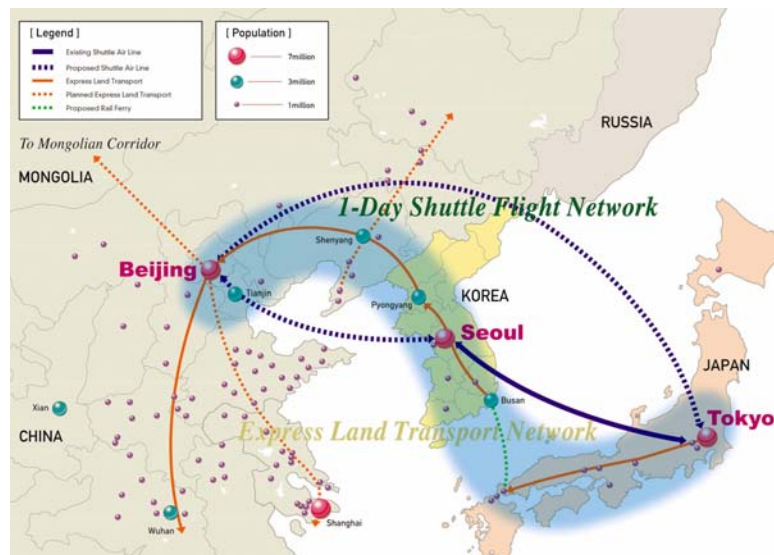 [ Legend ]
Existing Shuttle Air Line
Proposed Shuttle Air Line
Express Land Transport
Planned Express Land Transport
Proposed Rail Ferry
[ Population ]
7million
3million
1million
RUSSIA
To Mongolian Corridor
MONGOLIA
1-Day Shuttle Flight Network
Shenyang
Beijing
Tianjin
Pyongyang
KOREA
Seoul
JAPAN
Xian
Busan
CHINA
Express Land Transport Network
Tokyo
Wuhan
Shanghai